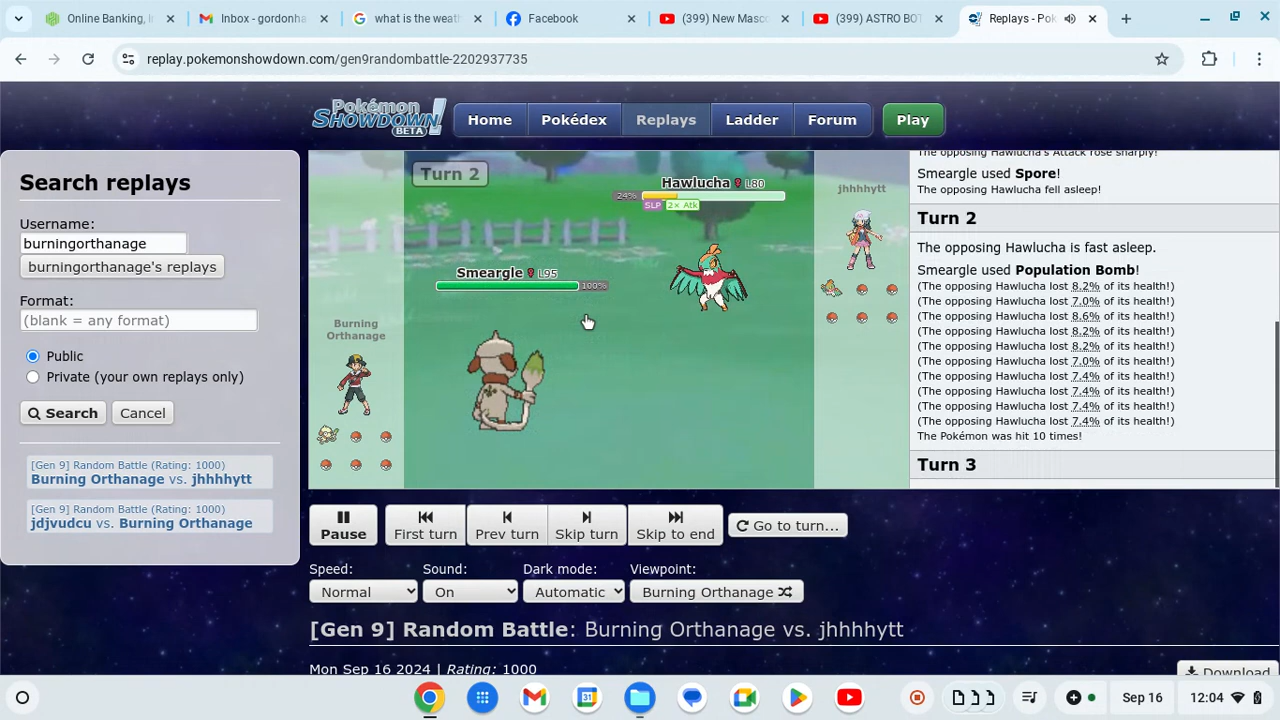 Online Banking, I
Inbox - gordonha
what is the weat
Facebook
(399) New Masc
(399) ASTRO BOT
Replays - Pok
replay.pokemonshowdown.com/gen9randombattle-2202937735
Pokémon
SHOWDOWN!
BETA
Home
Pokédex
Replays
Ladder
Forum
Play
Search replays
Username:
burningorthanage
burningorthanage's replays
Format:
(blank = any format)
Public
Private (your own replays only)
Search
Cancel
[Gen 9] Random Battle (Rating: 1000)
Burning Orthanage vs. jhhhhytt
[Gen 9] Random Battle (Rating: 1000)
jdjvudcu vs. Burning Orthanage
Turn 2
Hawlucha L80
24%
SLP 2× Atk
Smeargle L95
100%
Burning
Orthanage
jhhhhytt
The opposing Hawlucha's Attack rose sharply!
Smeargle used Spore!
The opposing Hawlucha fell asleep!
Turn 2
The opposing Hawlucha is fast asleep.
Smeargle used Population Bomb!
(The opposing Hawlucha lost 8.2% of its health!)
(The opposing Hawlucha lost 7.0% of its health!)
(The opposing Hawlucha lost 8.6% of its health!)
(The opposing Hawlucha lost 8.2% of its health!)
(The opposing Hawlucha lost 8.2% of its health!)
(The opposing Hawlucha lost 7.0% of its health!)
(The opposing Hawlucha lost 7.4% of its health!)
(The opposing Hawlucha lost 7.4% of its health!)
(The opposing Hawlucha lost 7.4% of its health!)
(The opposing Hawlucha lost 7.4% of its health!)
The Pokémon was hit 10 times!
Turn 3
Pause
First turn
Prev turn
Skip turn
Skip to end
Go to turn...
Speed:
Sound:
Dark mode:
Viewpoint:
Normal
On
Automatic
Burning Orthanage
[Gen 9] Random Battle: Burning Orthanage vs. jhhhhytt
Mon Sep 16 2024 | Rating: 1000
Download
31
Sep 16
12:04